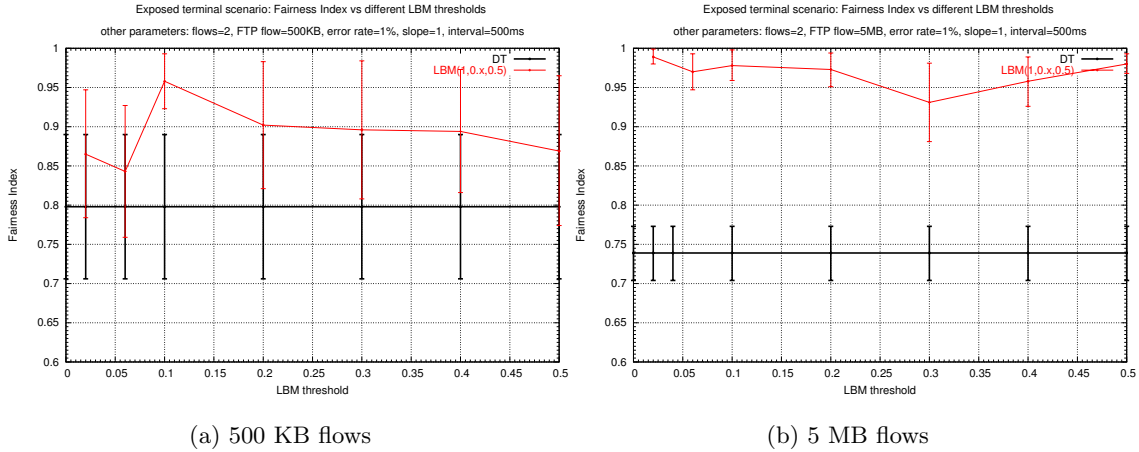 Exposed terminal scenario: Fairness Index vs different LBM thresholds
other parameters: flows=2, FTP flow=500KB, error rate=1%, slope=1, interval=500ms
1
0.95
0.9
0.85
0.8
0.75
0.7
0.65
0.6
Fairness Index
DT
LBM(1,0.x,0.5)
0 0.05 0.1 0.15 0.2 0.25 0.3 0.35 0.4 0.45 0.5
LBM threshold
(a) 500 KB flows
Exposed terminal scenario: Fairness Index vs different LBM thresholds
other parameters: flows=2, FTP flow=5MB, error rate=1%, slope=1, interval=500ms
1
0.95
0.9
0.85
0.8
0.75
0.7
0.65
0.6
Fairness Index
DT
LBM(1,0.x,0.5)
0 0.05 0.1 0.15 0.2 0.25 0.3 0.35 0.4 0.45 0.5
LBM threshold
(b) 5 MB flows